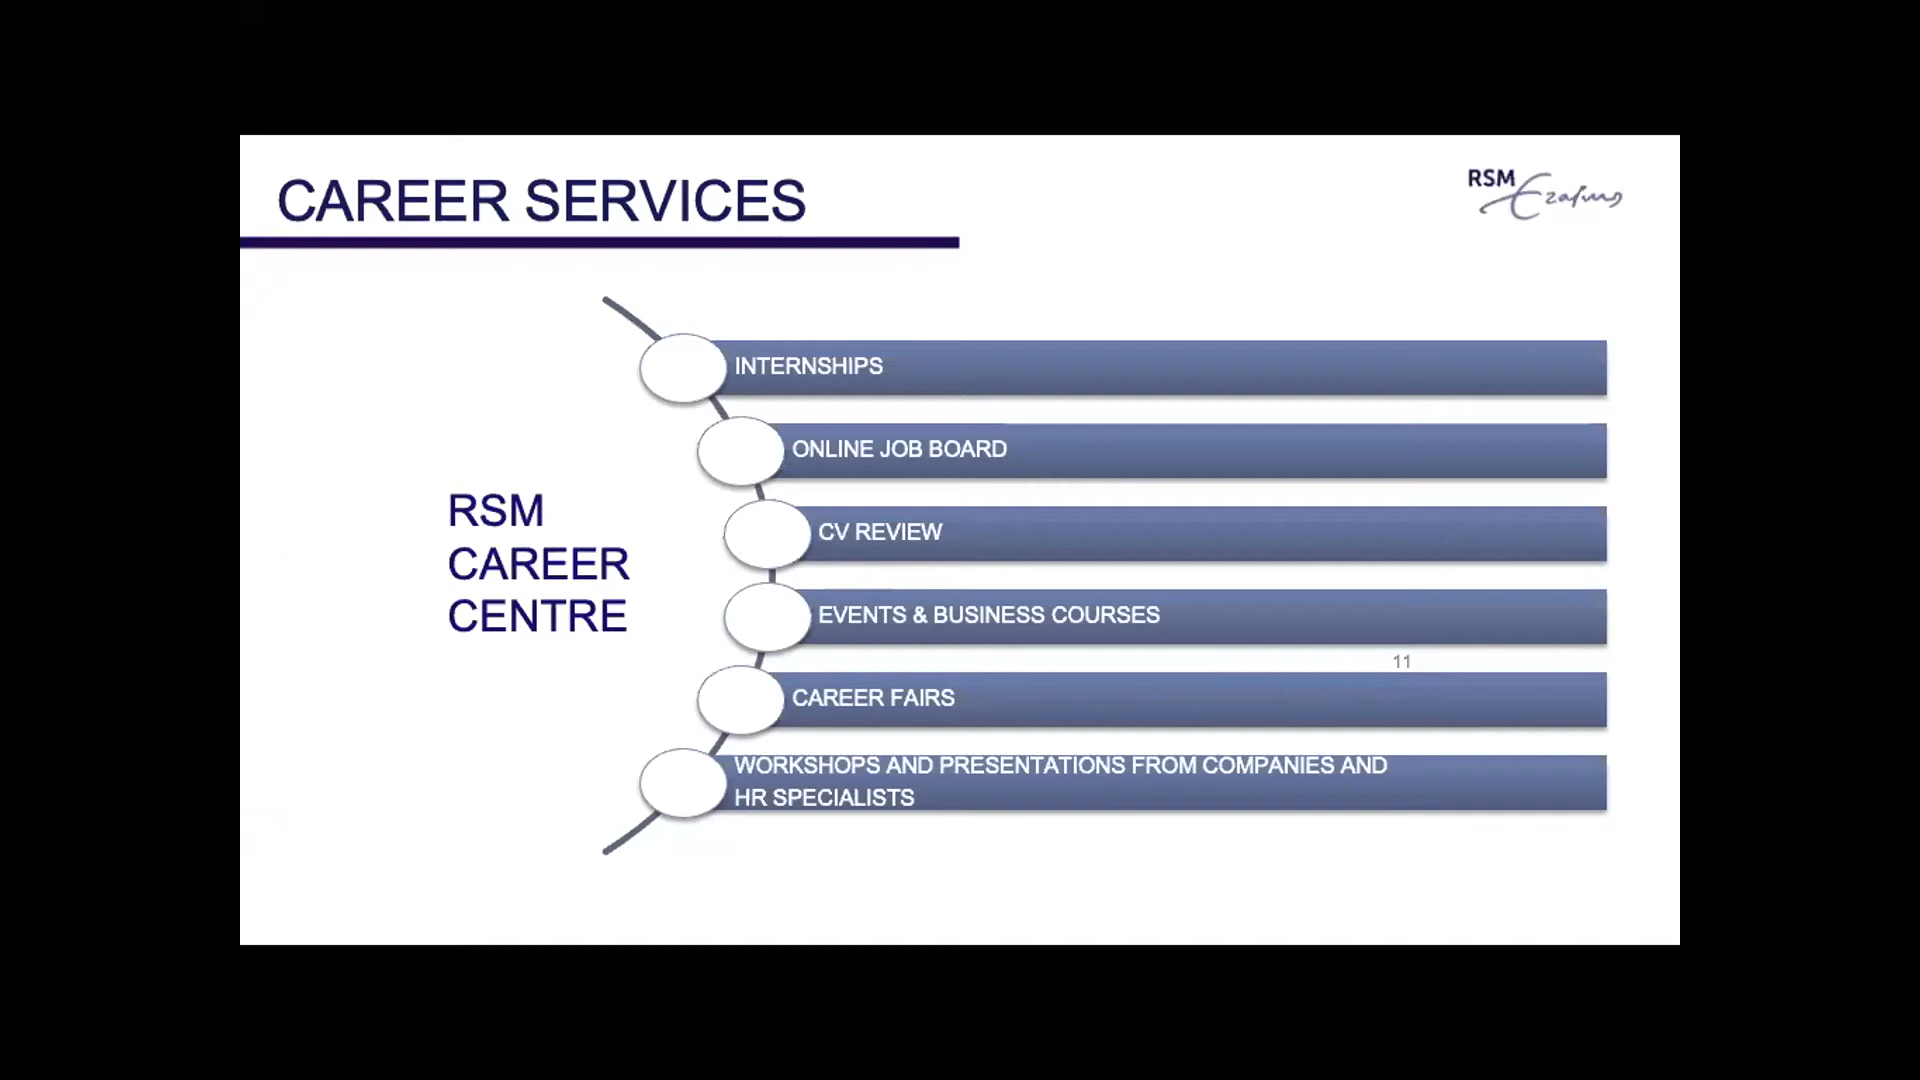 CAREER SERVICES
RSM
Erasmus
INTERNSHIPS
ONLINE JOB BOARD
RSM
CAREER
CENTRE
CV REVIEW
EVENTS & BUSINESS COURSES
11
CAREER FAIRS
WORKSHOPS AND PRESENTATIONS FROM COMPANIES AND
HR SPECIALISTS